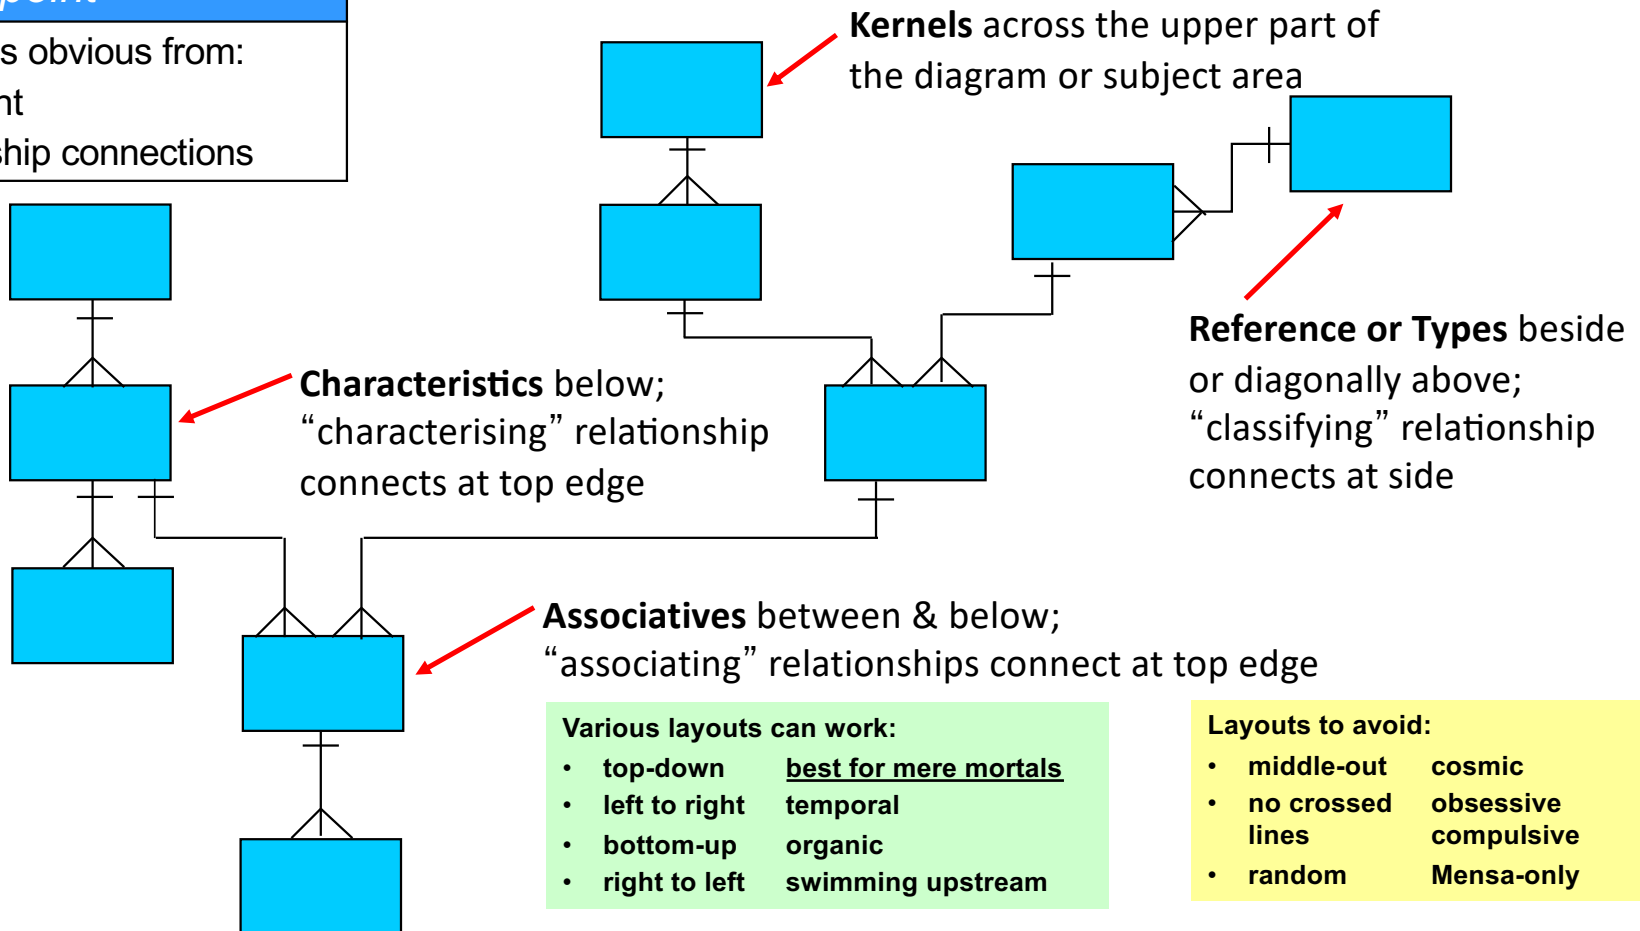 point
s obvious from:
nt
ship connections
Kernels across the upper part of
the diagram or subject area
Characteristics below;
“characterising” relationship
connects at top edge
Reference or Types beside
or diagonally above;
“classifying” relationship
connects at side
Associatives between & below;
“associating” relationships connect at top edge
Various layouts can work:
• top-down best for mere mortals
• left to right temporal
• bottom-up organic
• right to left swimming upstream
Layouts to avoid:
• middle-out cosmic
• no crossed obsessive
lines compulsive
• random Mensa-only